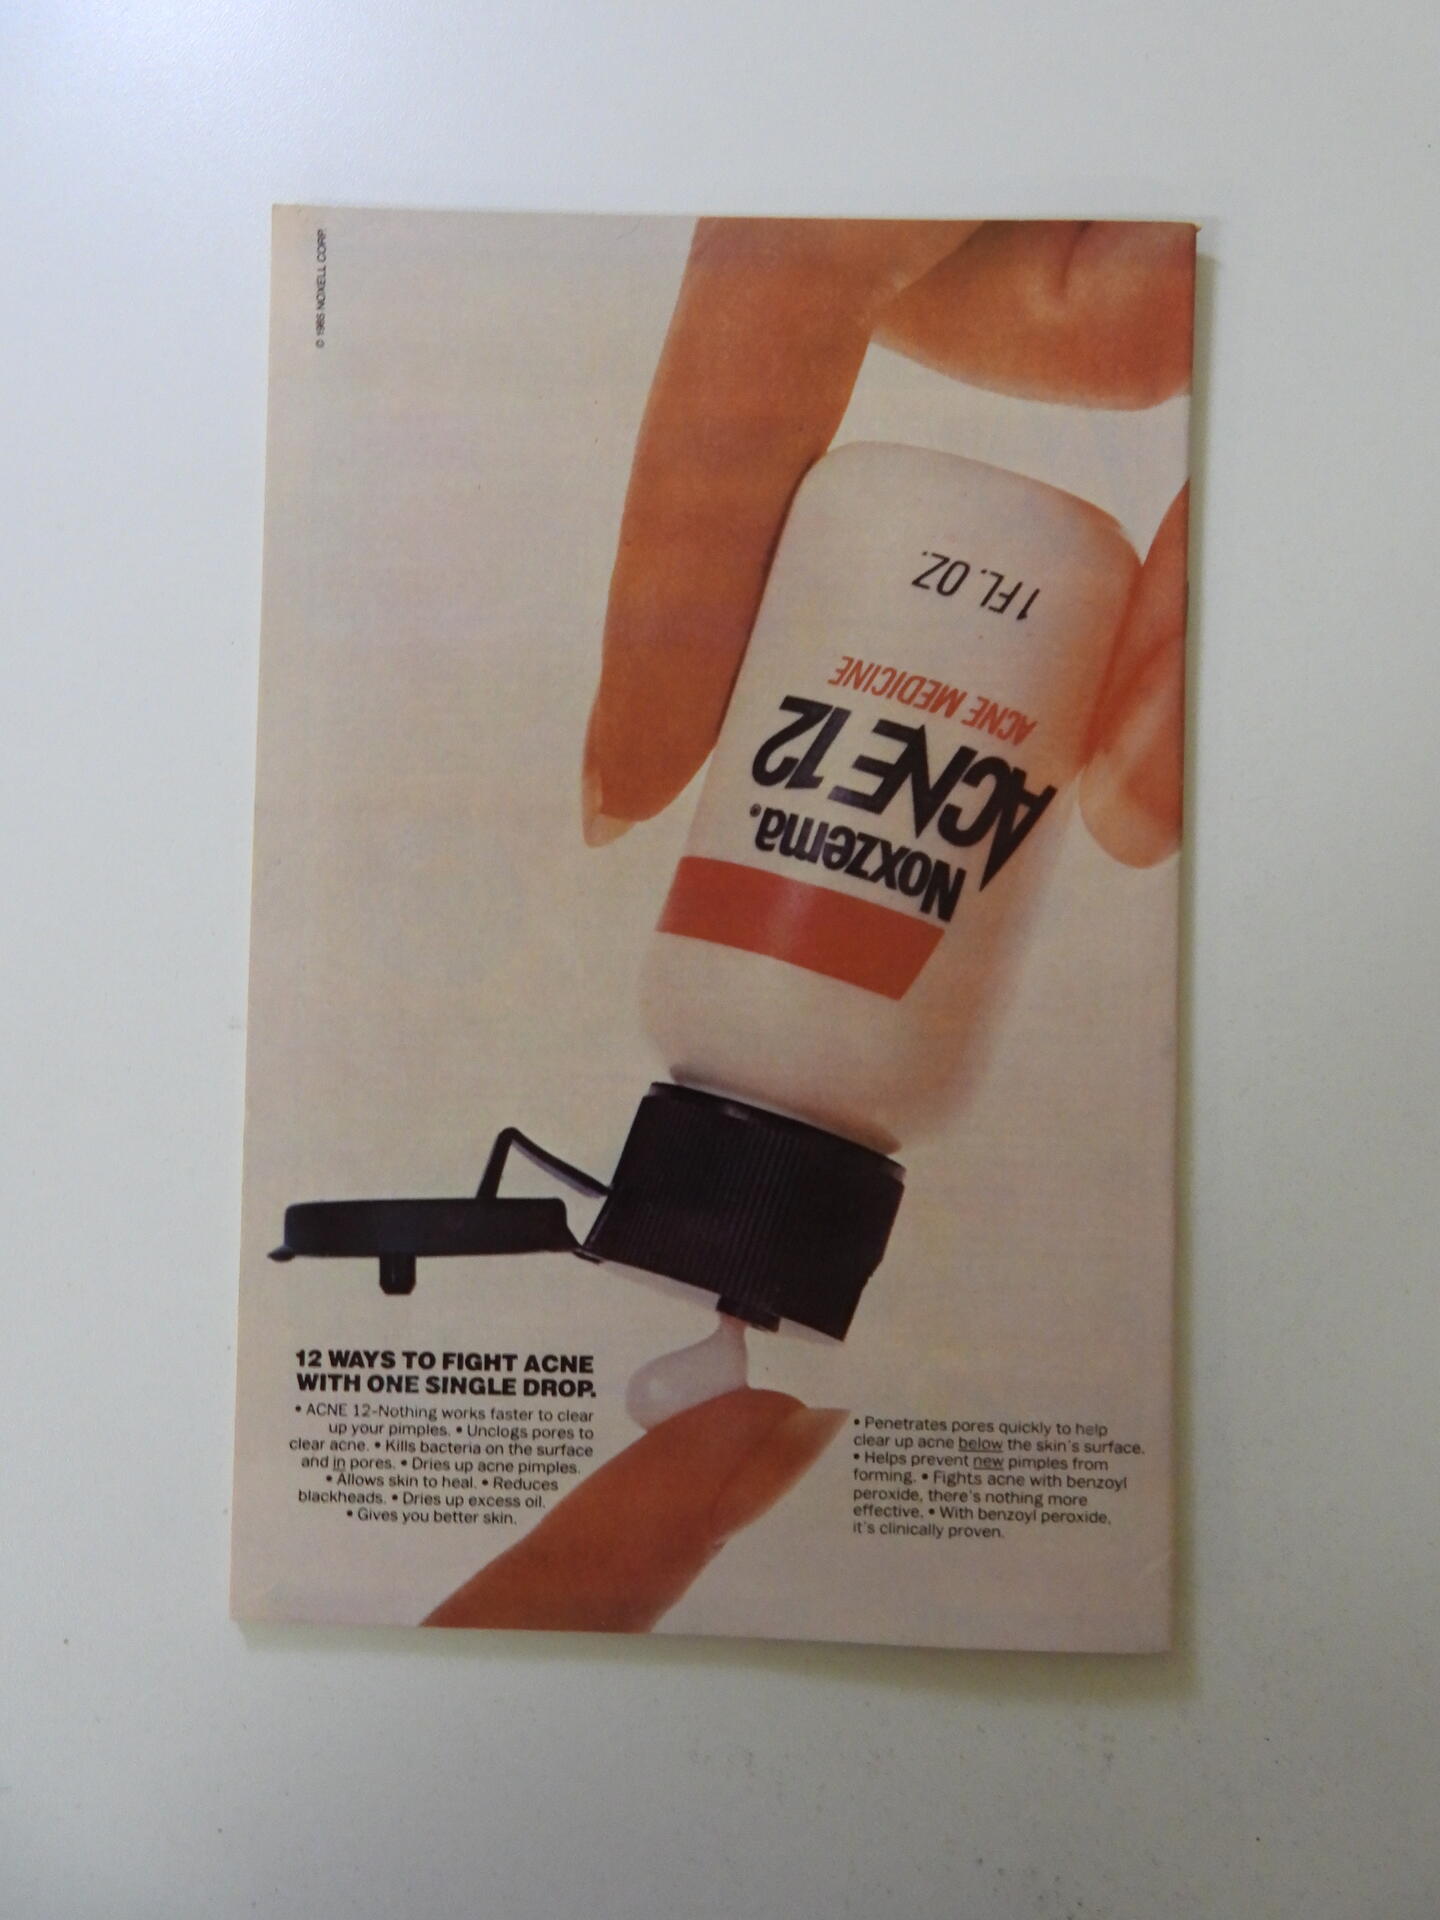 © 1985 NOXELL CORP.
1 FL. OZ.
ACNE MEDICINE
ACNE 12
Noxzema®
12 WAYS TO FIGHT ACNE
WITH ONE SINGLE DROP.
• ACNE 12-Nothing works faster to clear
up your pimples. • Unclogs pores to
clear acne. • Kills bacteria on the surface
and in pores. • Dries up acne pimples.
• Allows skin to heal. • Reduces
blackheads. • Dries up excess oil.
• Gives you better skin.
• Penetrates pores quickly to help
clear up acne below the skin's surface.
• Helps prevent new pimples from
forming. • Fights acne with benzoyl
peroxide, there's nothing more
effective. • With benzoyl peroxide,
it's clinically proven.